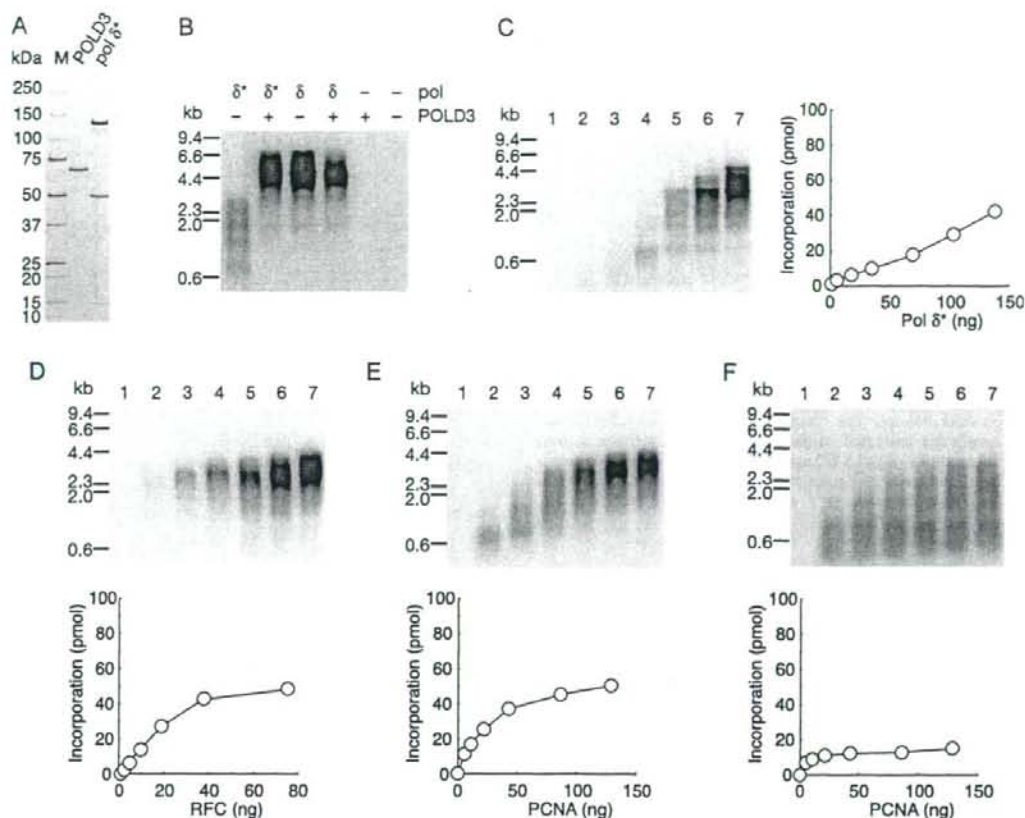 A
kDa M POLD3 pol δ*
250
150
100
75
50
37
25
20
15
10
B
δ* δ* δ δ – – pol
kb – + – + + – POLD3
9.4
6.6
4.4
2.3
2.0
0.6
C
kb 1 2 3 4 5 6 7
9.4
6.6
4.4
2.3
2.0
0.6
Incorporation (pmol)
100
80
60
40
20
0
0 50 100 150
Pol δ* (ng)
D
kb 1 2 3 4 5 6 7
9.4
6.6
4.4
2.3
2.0
0.6
Incorporation (pmol)
100
80
60
40
20
0
0 20 40 60 80
RFC (ng)
E
kb 1 2 3 4 5 6 7
9.4
6.6
4.4
2.3
2.0
0.6
Incorporation (pmol)
100
80
60
40
20
0
0 50 100 150
PCNA (ng)
F
kb 1 2 3 4 5 6 7
9.4
6.6
4.4
2.3
2.0
0.6
Incorporation (pmol)
100
80
60
40
20
0
0 50 100 150
PCNA (ng)